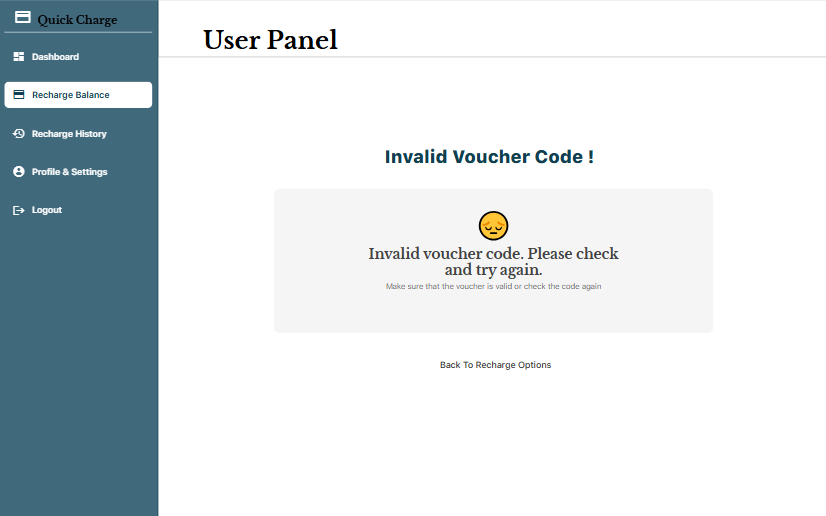 Quick Charge
Dashboard
Recharge Balance
Recharge History
Profile & Settings
Logout
User Panel
Invalid Voucher Code !
Invalid voucher code. Please check
and try again.
Make sure that the voucher is valid or check the code again
Back To Recharge Options